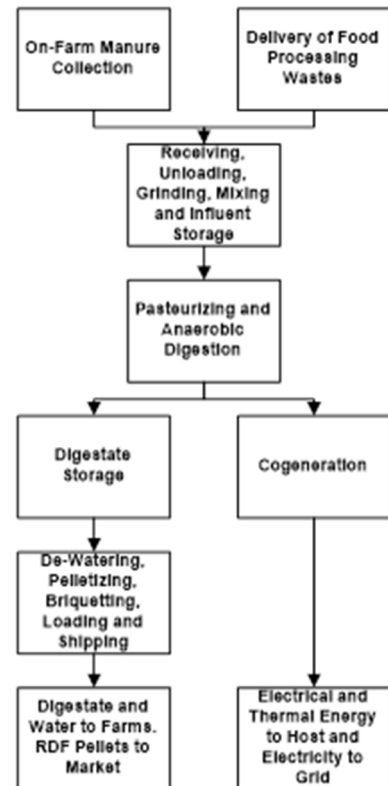 On-Farm Manure
Collection
Delivery of Food
Processing
Wastes
Receiving,
Unloading,
Grinding, Mixing
and Influent
Storage
Pasteurizing and
Anaerobic
Digestion
Digestate
Storage
Cogeneration
De-Watering,
Pelletizing,
Briquetting,
Loading and
Shipping
Digestate and
Water to Farms.
RDF Pellets to
Market
Electrical and
Thermal Energy
to Host and
Electricity to
Grid